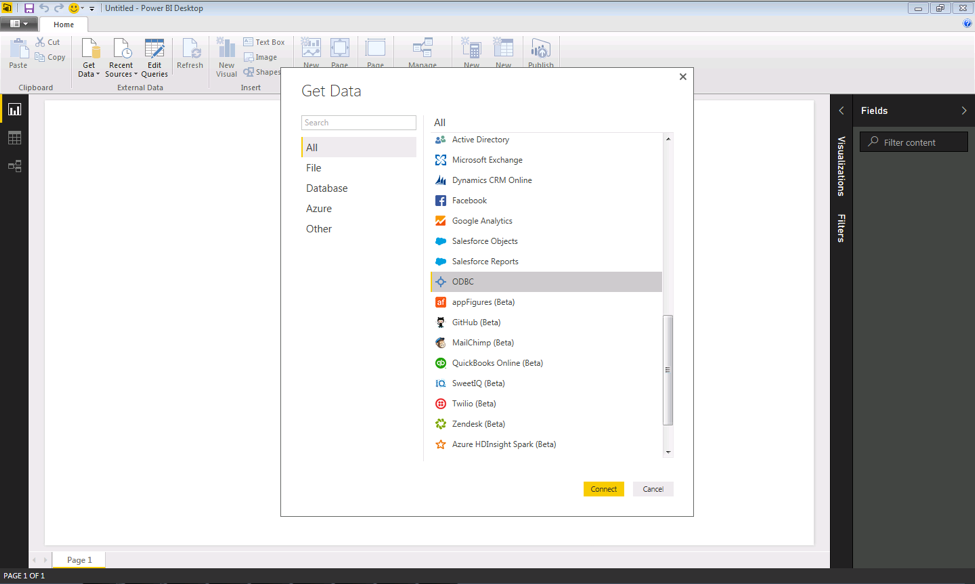 Untitled - Power BI Desktop
Home
Paste
Cut
Copy
Clipboard
Get Data
Recent Sources
Edit Queries
Refresh
External Data
New Visual
Text Box
Image
Shapes
Insert
New
Page
Page
Manage
New
New
Publish
Get Data
Search
All
File
Database
Azure
Other
All
Active Directory
Microsoft Exchange
Dynamics CRM Online
Facebook
Google Analytics
Salesforce Objects
Salesforce Reports
ODBC
af appFigures (Beta)
GitHub (Beta)
MailChimp (Beta)
qb QuickBooks Online (Beta)
IQ SweetIQ (Beta)
Twilio (Beta)
Zendesk (Beta)
Azure HDInsight Spark (Beta)
Connect
Cancel
Visualizations
Filters
Fields
Filter content
Page 1
PAGE 1 OF 1